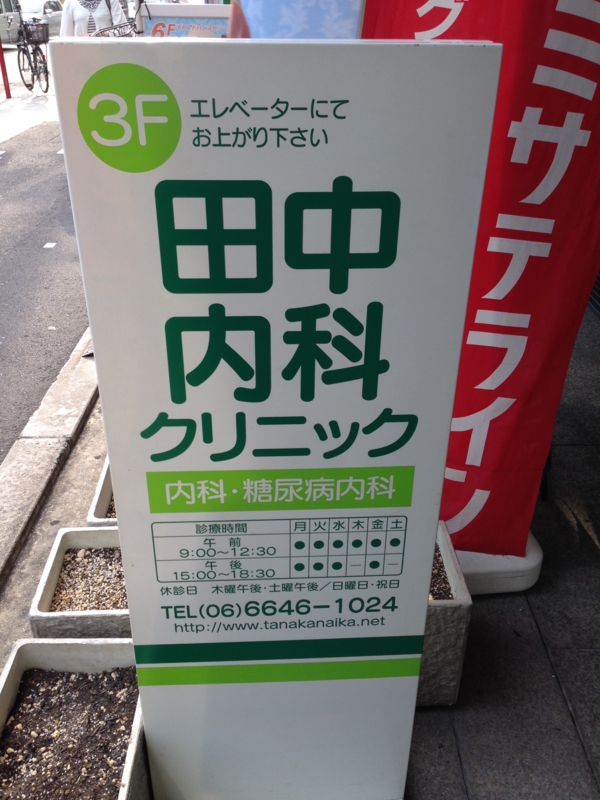 6F
3F
エレベーターにて
お上がり下さい
田中
内科
クリニック
内科・糖尿病内科
診療時間 月 火 水 木 金 土
午前 9:00〜12:30 ● ● ● ● ● ●
午後 15:00〜18:30 ● ● ● − ● −
休診日 木曜午後・土曜午後／日曜日・祝日
TEL(06)6646−1024
http://www.tanakanaika.net
ミサテライン
グ